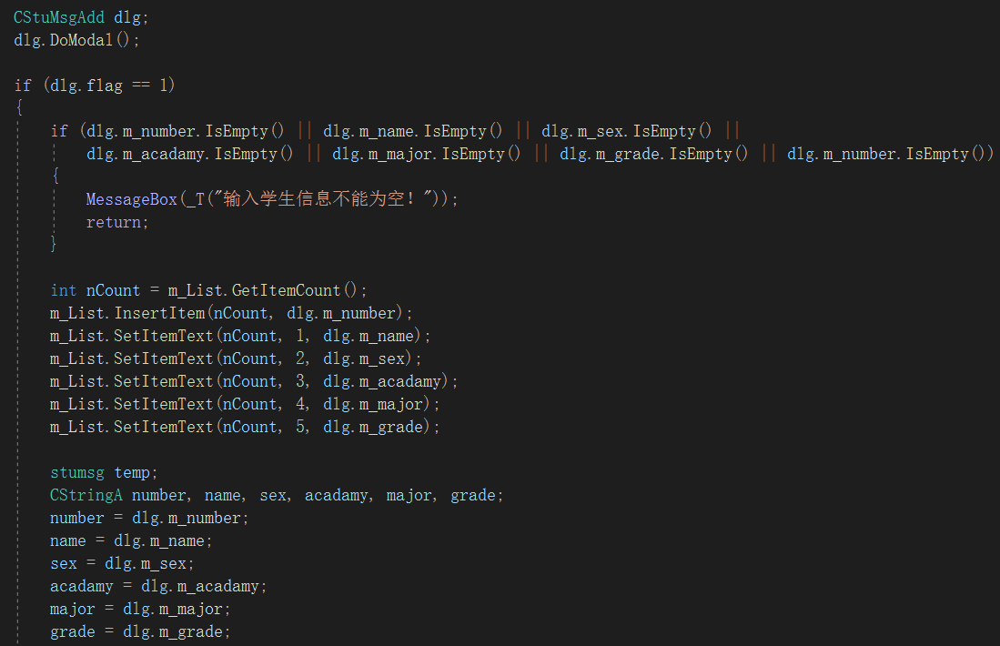 CStuMsgAdd dlg;
dlg.DoModal();
if (dlg.flag == 1)
{
if (dlg.m_number.IsEmpty() || dlg.m_name.IsEmpty() || dlg.m_sex.IsEmpty() ||
dlg.m_acadamy.IsEmpty() || dlg.m_major.IsEmpty() || dlg.m_grade.IsEmpty() || dlg.m_number.IsEmpty())
{
MessageBox(_T("输入学生信息不能为空！"));
return;
}
int nCount = m_List.GetItemCount();
m_List.InsertItem(nCount, dlg.m_number);
m_List.SetItemText(nCount, 1, dlg.m_name);
m_List.SetItemText(nCount, 2, dlg.m_sex);
m_List.SetItemText(nCount, 3, dlg.m_acadamy);
m_List.SetItemText(nCount, 4, dlg.m_major);
m_List.SetItemText(nCount, 5, dlg.m_grade);
stumsg temp;
CStringA number, name, sex, acadamy, major, grade;
number = dlg.m_number;
name = dlg.m_name;
sex = dlg.m_sex;
acadamy = dlg.m_acadamy;
major = dlg.m_major;
grade = dlg.m_grade;